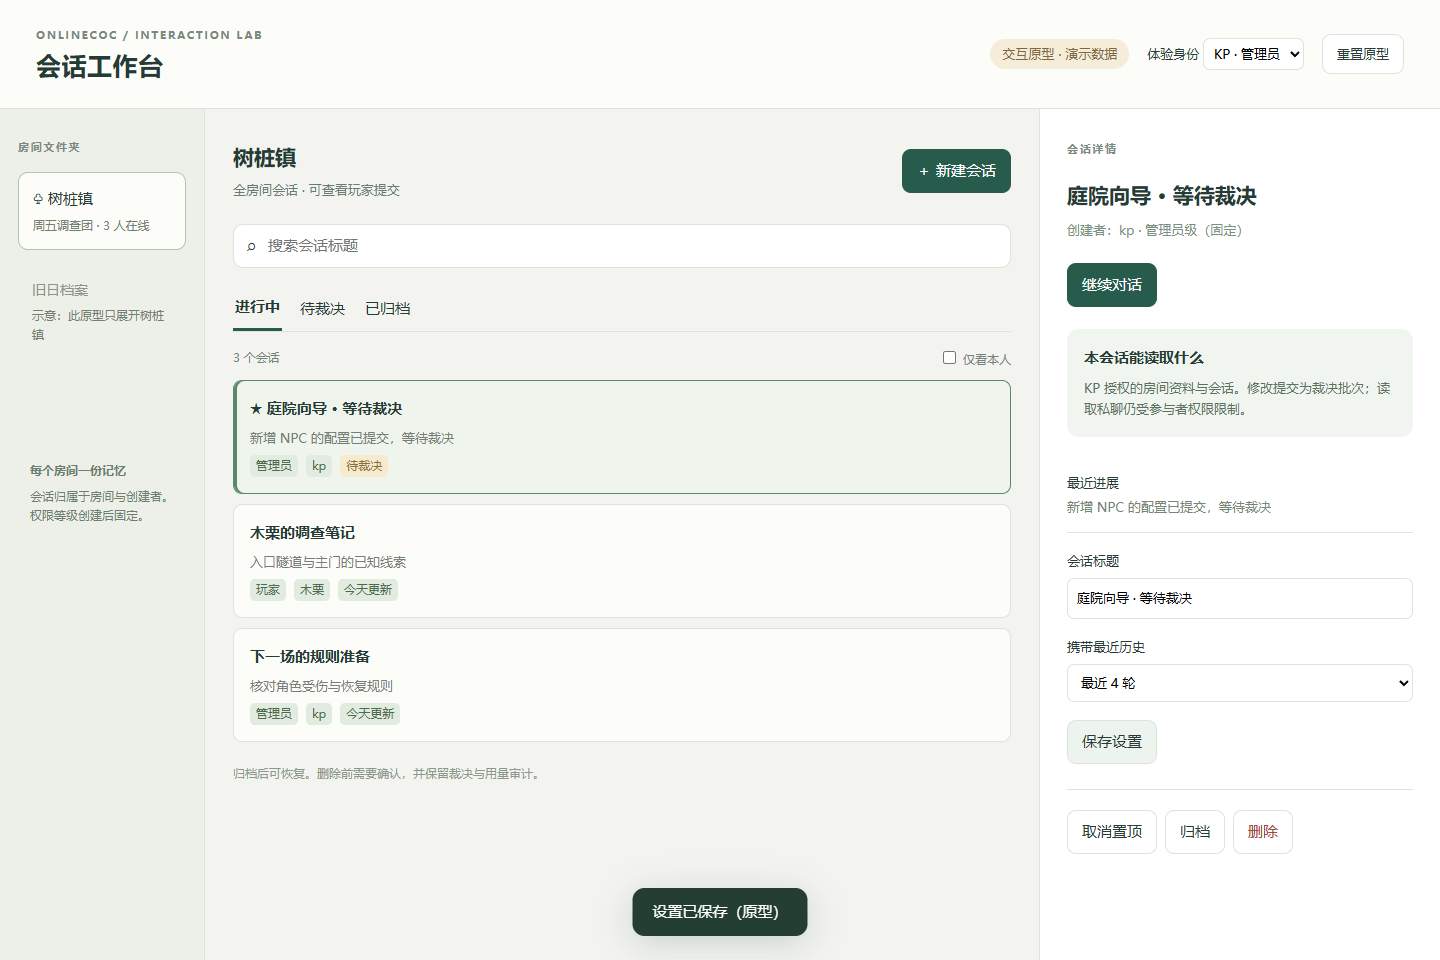 ONLINECOC / INTERACTION LAB
会话工作台
交互原型 · 演示数据
体验身份
KP · 管理员
重置原型
房间文件夹
♧ 树桩镇
周五调查团 · 3 人在线
旧日档案
示意：此原型只展开树桩
镇
每个房间一份记忆
会话归属于房间与创建者。
权限等级创建后固定。
树桩镇
全房间会话 · 可查看玩家提交
＋ 新建会话
搜索会话标题
进行中
待裁决
已归档
3 个会话
仅看本人
★ 庭院向导 · 等待裁决
新增 NPC 的配置已提交，等待裁决
管理员
kp
待裁决
木栗的调查笔记
入口隧道与主门的已知线索
玩家
木栗
今天更新
下一场的规则准备
核对角色受伤与恢复规则
管理员
kp
今天更新
归档后可恢复。删除前需要确认，并保留裁决与用量审计。
会话详情
庭院向导 · 等待裁决
创建者：kp · 管理员级（固定）
继续对话
本会话能读取什么
KP 授权的房间资料与会话。修改提交为裁决批次；读
取私聊仍受参与者权限限制。
最近进展
新增 NPC 的配置已提交，等待裁决
会话标题
庭院向导 · 等待裁决
携带最近历史
最近 4 轮
保存设置
取消置顶
归档
删除
设置已保存（原型）